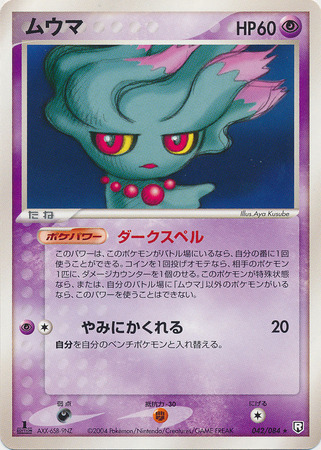 ムウマ HP60
Illus.Aya Kusube
たね
ポケパワー ダークスペル
このパワーは、このポケモンがバトル場にいるなら、自分の番に1回
使うことができる。コインを1回投げオモテなら、相手のポケモン
1匹に、ダメージカウンターを1個のせる。このポケモンが特殊状態
なら、または、自分のバトル場に「ムウマ」以外のポケモンがいる
なら、このパワーを使うことはできない。
やみにかくれる 20
自分を自分のベンチポケモンと入れ替える。
弱点 抵抗力-30 にげる
1
AXX-658-9NZ ©2004 Pokémon/Nintendo/Creatures/GAME FREAK 042/084 ★
R